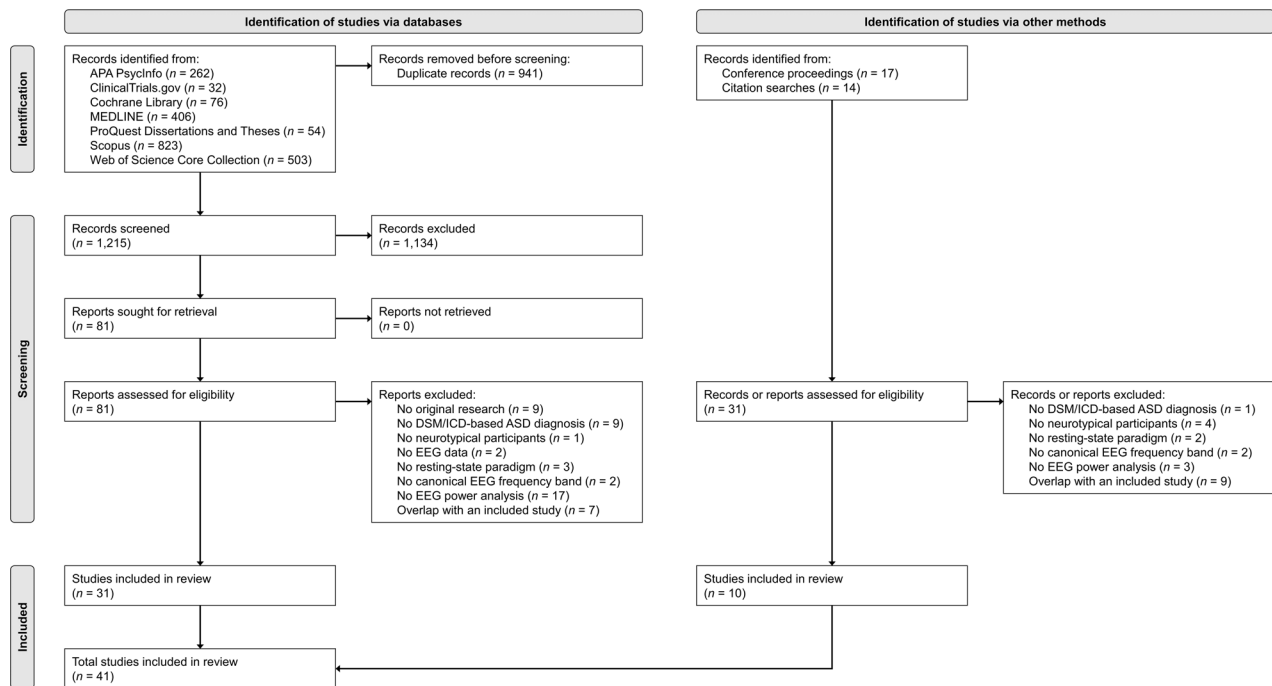 Identification of studies via databases
Identification of studies via other methods
Identification
Records identified from:
APA PsycInfo (n = 262)
ClinicalTrials.gov (n = 32)
Cochrane Library (n = 76)
MEDLINE (n = 406)
ProQuest Dissertations and Theses (n = 54)
Scopus (n = 823)
Web of Science Core Collection (n = 503)
Records removed before screening:
Duplicate records (n = 941)
Records identified from:
Conference proceedings (n = 17)
Citation searches (n = 14)
Screening
Records screened
(n = 1,215)
Records excluded
(n = 1,134)
Reports sought for retrieval
(n = 81)
Reports not retrieved
(n = 0)
Reports assessed for eligibility
(n = 81)
Reports excluded:
No original research (n = 9)
No DSM/ICD-based ASD diagnosis (n = 9)
No neurotypical participants (n = 1)
No EEG data (n = 2)
No resting-state paradigm (n = 3)
No canonical EEG frequency band (n = 2)
No EEG power analysis (n = 17)
Overlap with an included study (n = 7)
Records or reports assessed for eligibility
(n = 31)
Records or reports excluded:
No DSM/ICD-based ASD diagnosis (n = 1)
No neurotypical participants (n = 4)
No resting-state paradigm (n = 2)
No canonical EEG frequency band (n = 2)
No EEG power analysis (n = 3)
Overlap with an included study (n = 9)
Included
Studies included in review
(n = 31)
Studies included in review
(n = 10)
Total studies included in review
(n = 41)